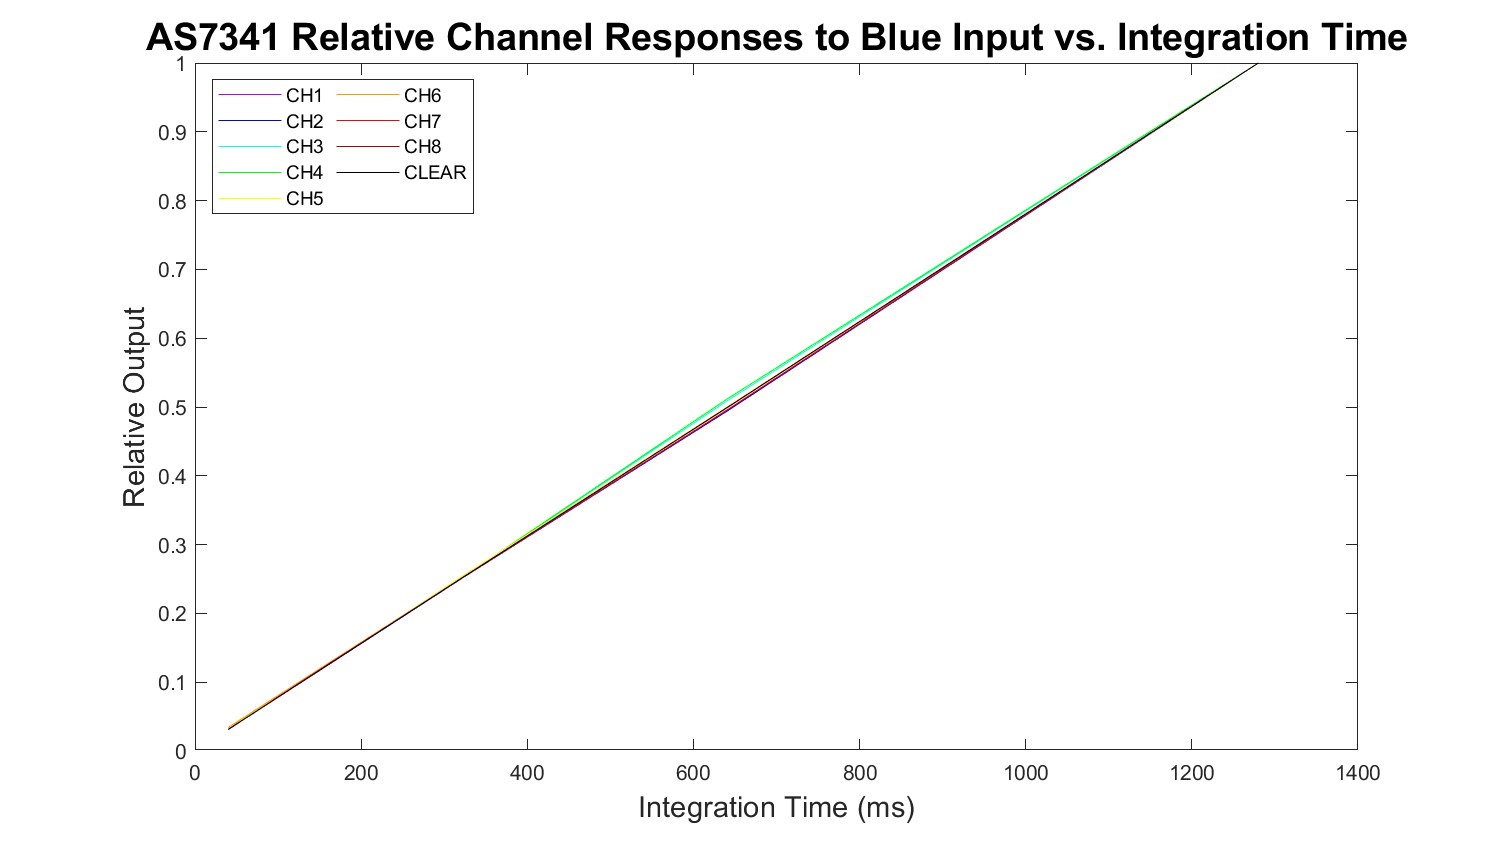 AS7341 Relative Channel Responses to Blue Input vs. Integration Time
1
CH1 CH6
CH2 CH7
CH3 CH8
CH4 CLEAR
CH5
0.9
0.8
0.7
0.6
0.5
0.4
0.3
0.2
0.1
0
Relative Output
0 200 400 600 800 1000 1200 1400
Integration Time (ms)